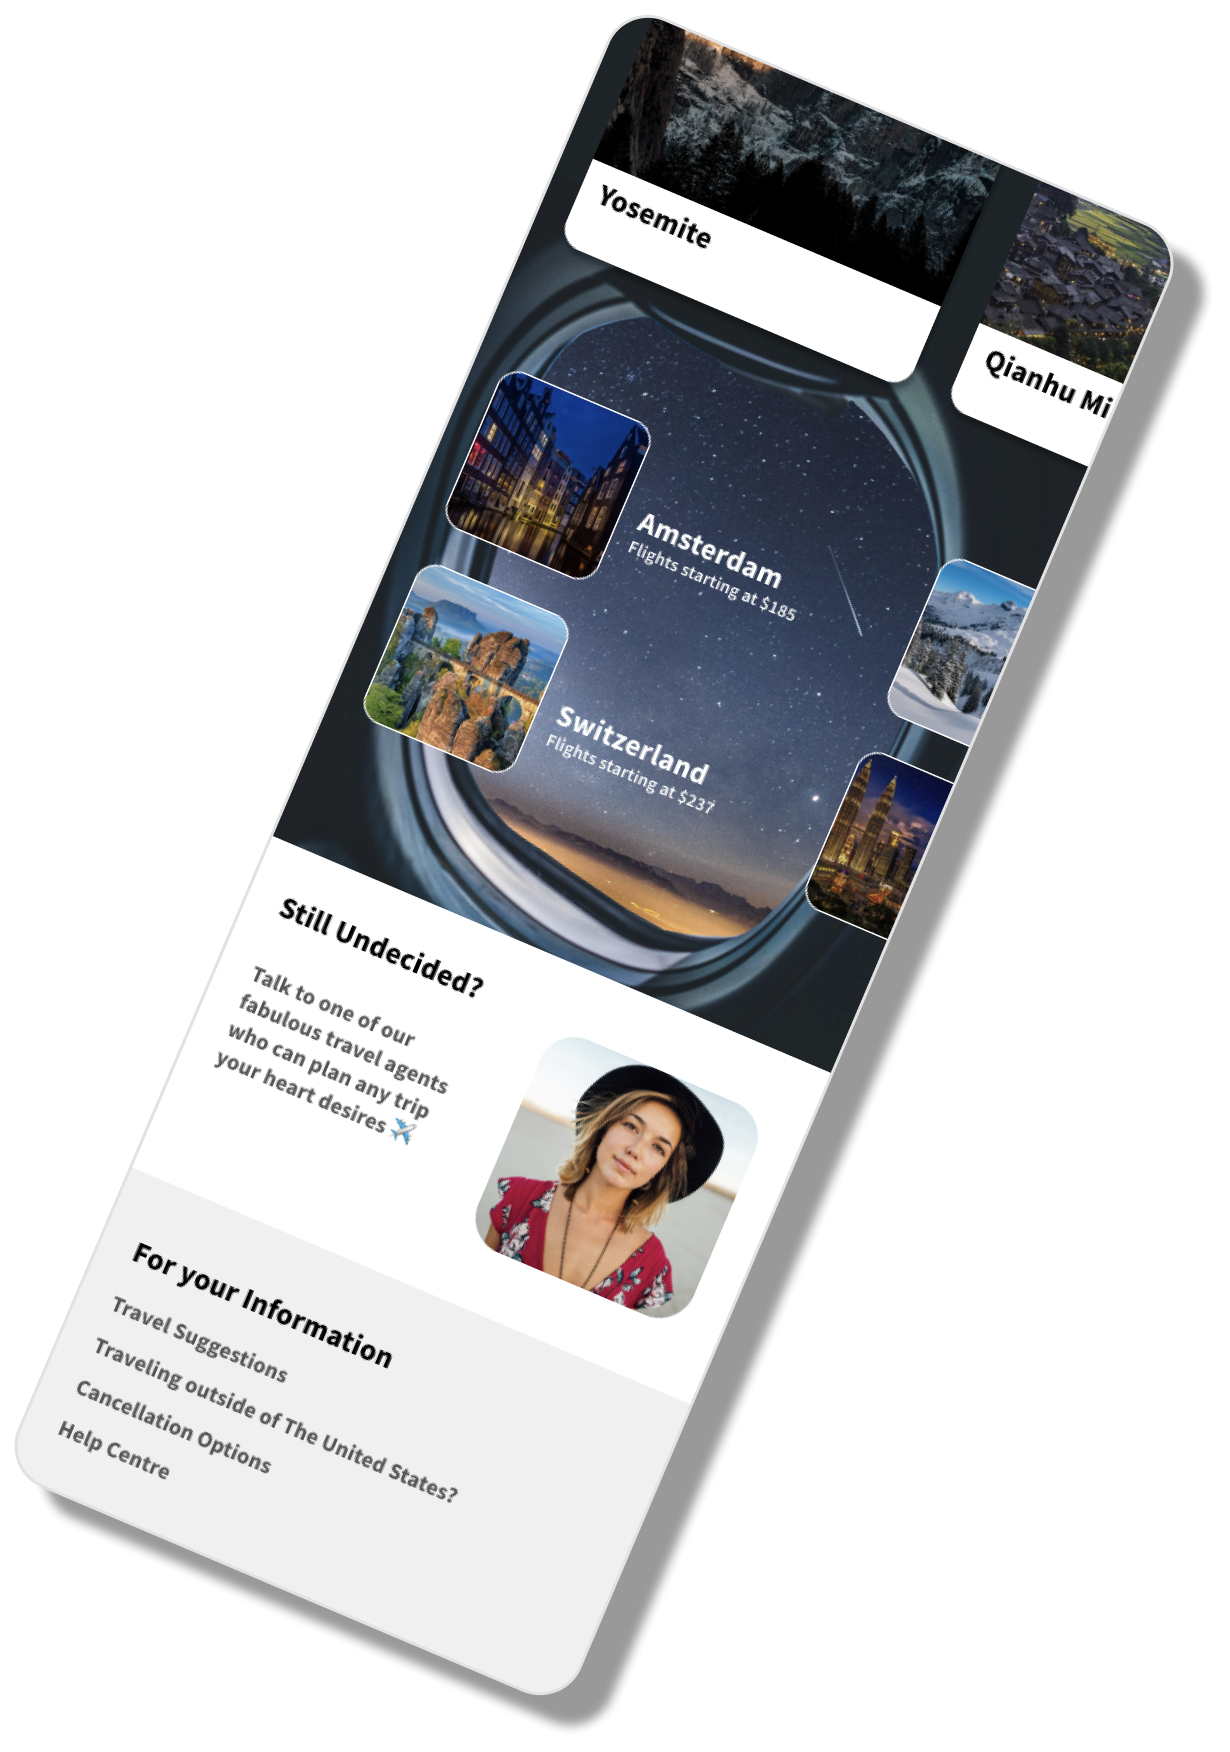 Yosemite
Qianhu Mi
Amsterdam
Flights starting at $185
Switzerland
Flights starting at $237
Still Undecided?
Talk to one of our
fabulous travel agents
who can plan any trip
your heart desires ✈️
For your Information
Travel Suggestions
Traveling outside of The United States?
Cancellation Options
Help Centre